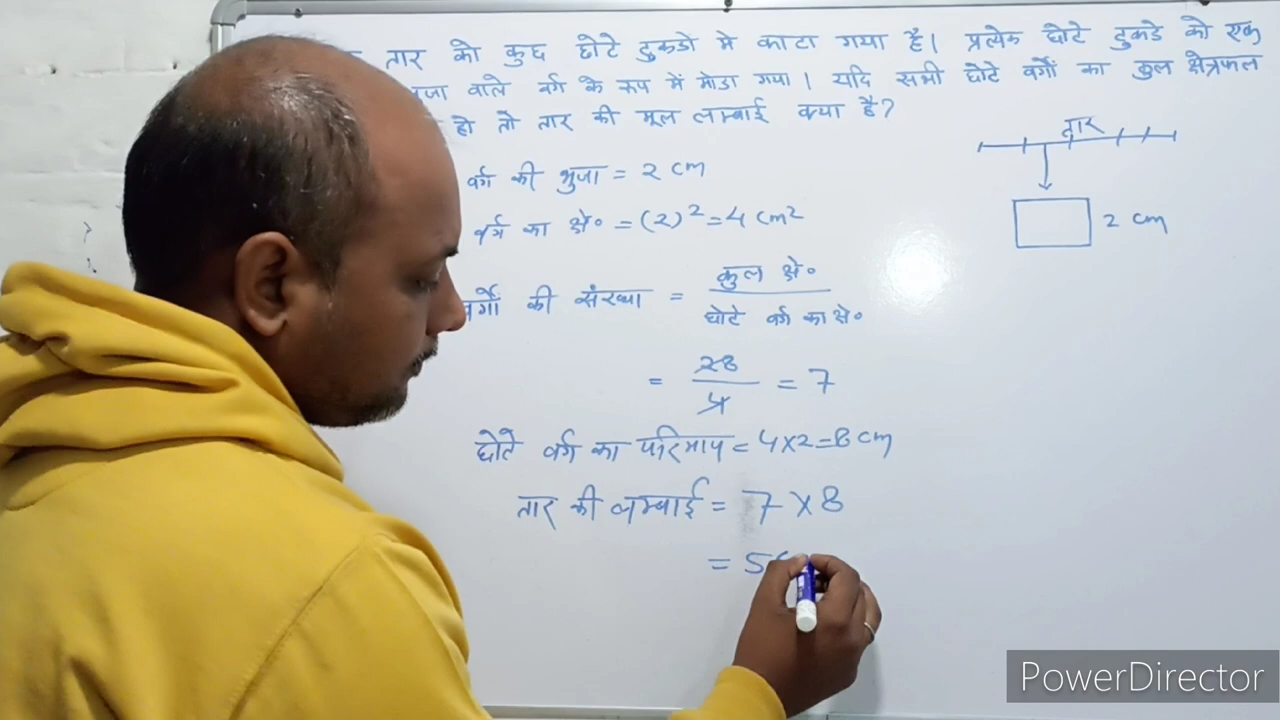 तार को कुछ छोटे टुकडो मे काटा गया है। प्रत्येक छोटे टुकडे को एक
वाले वर्ग के रूप में मोडा गया। यदि सभी छोटे वर्गों का कुल क्षेत्रफल
हो तो तार की मूल लम्बाई क्या है?
तार
वर्ग की भुजा = 2 cm
2 cm
वर्ग का क्षे० = (2)² = 4 cm²
की संख्या = कुल क्षे०
छोटे वर्ग का क्षे०
= 28 = 7
4
छोटे वर्ग का परिमाप = 4×2=8 cm
तार की लम्बाई = 7 × 8
= 5
PowerDirector